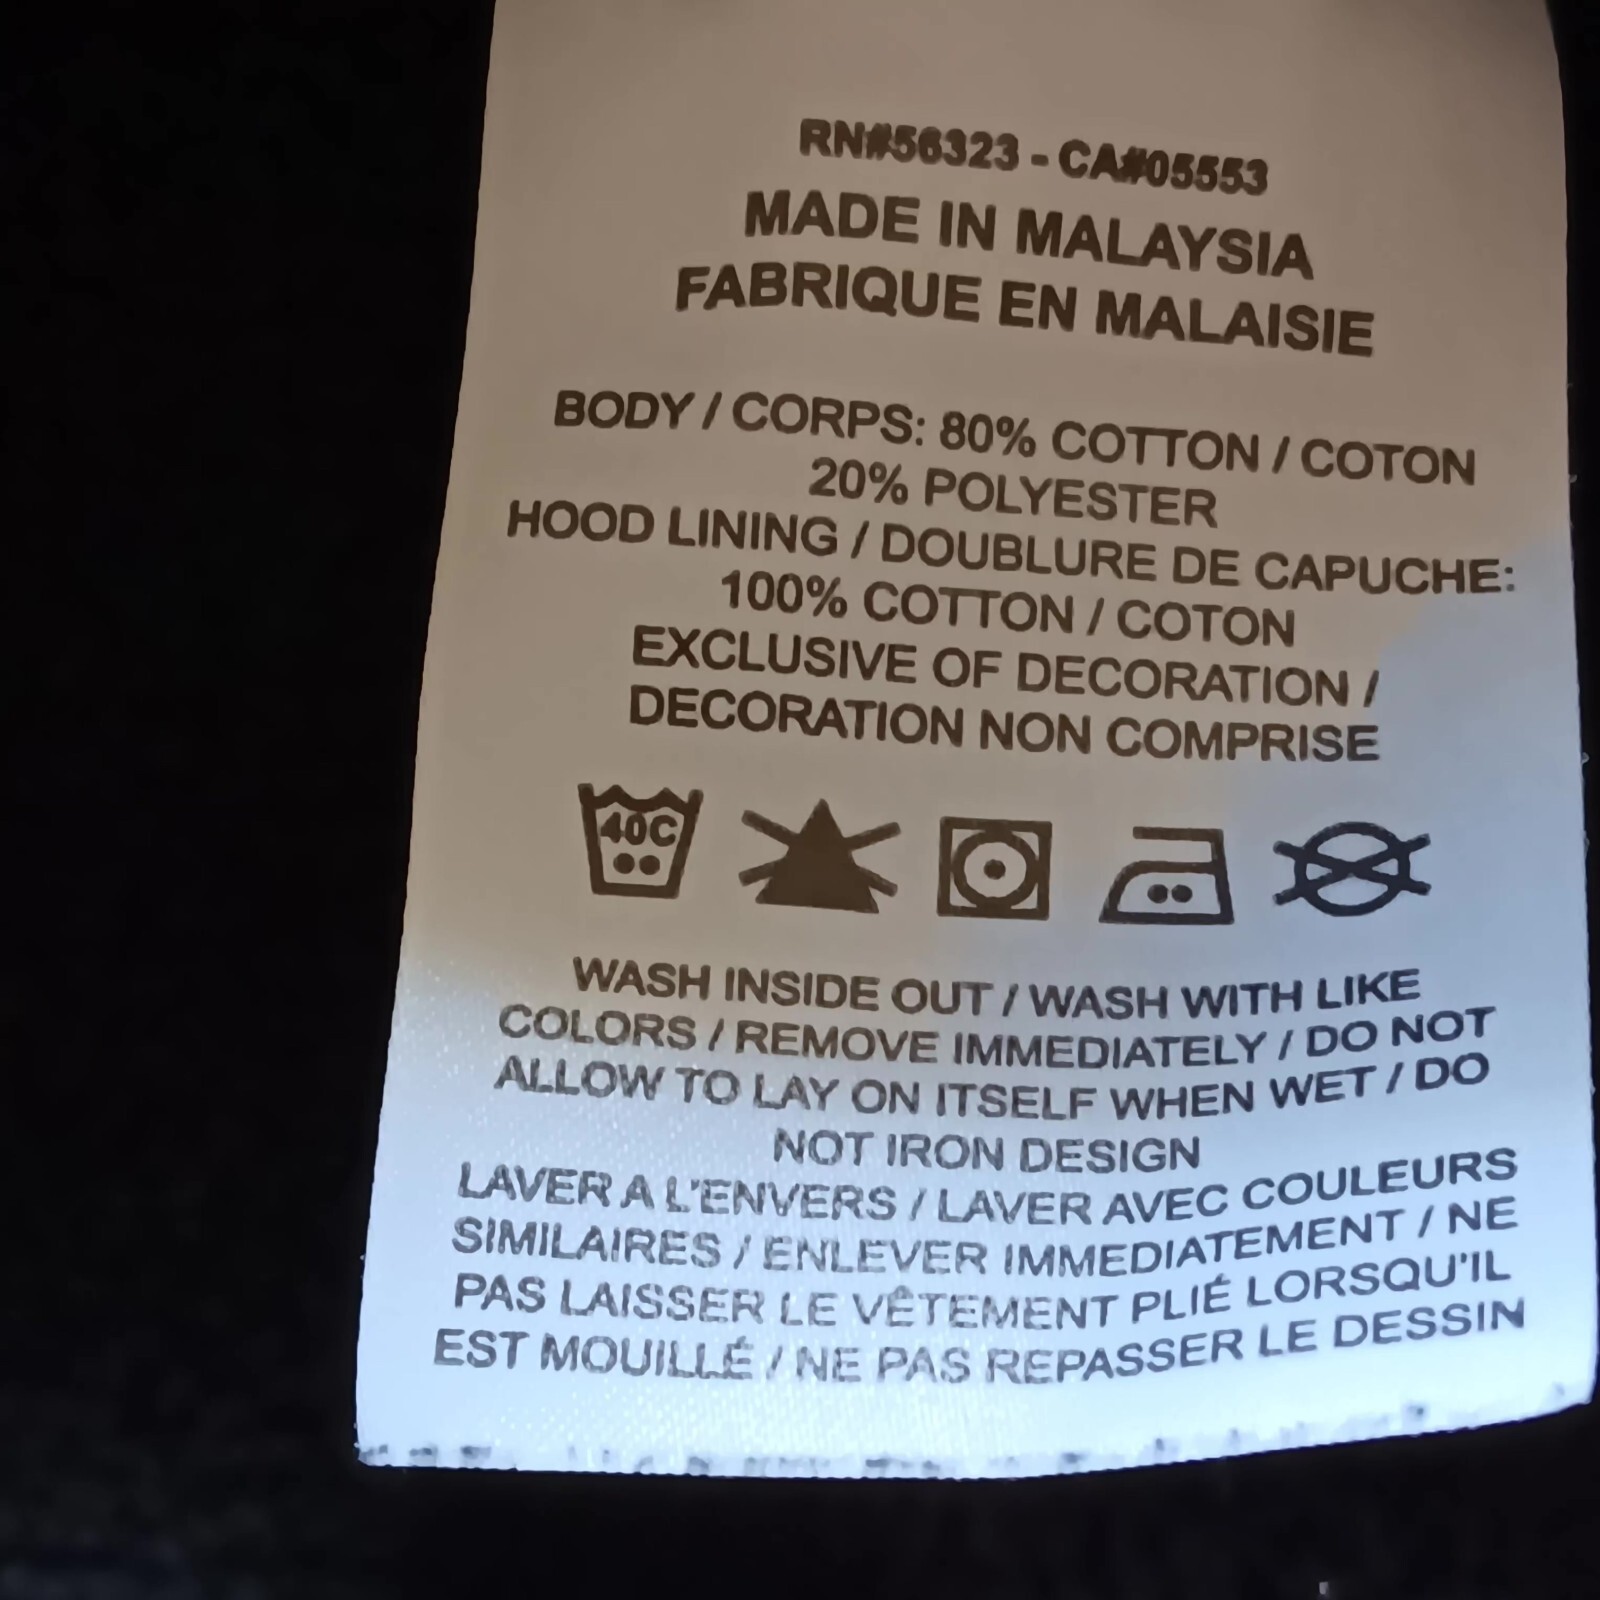 RN#56323 - CA#05553
MADE IN MALAYSIA
FABRIQUE EN MALAISIE
BODY / CORPS: 80% COTTON / COTON
20% POLYESTER
HOOD LINING / DOUBLURE DE CAPUCHE:
100% COTTON / COTON
EXCLUSIVE OF DECORATION /
DECORATION NON COMPRISE
40C
WASH INSIDE OUT / WASH WITH LIKE
COLORS / REMOVE IMMEDIATELY / DO NOT
ALLOW TO LAY ON ITSELF WHEN WET / DO
NOT IRON DESIGN
LAVER A L'ENVERS / LAVER AVEC COULEURS
SIMILAIRES / ENLEVER IMMEDIATEMENT / NE
PAS LAISSER LE VÊTEMENT PLIÉ LORSQU'IL
EST MOUILLÉ / NE PAS REPASSER LE DESSIN